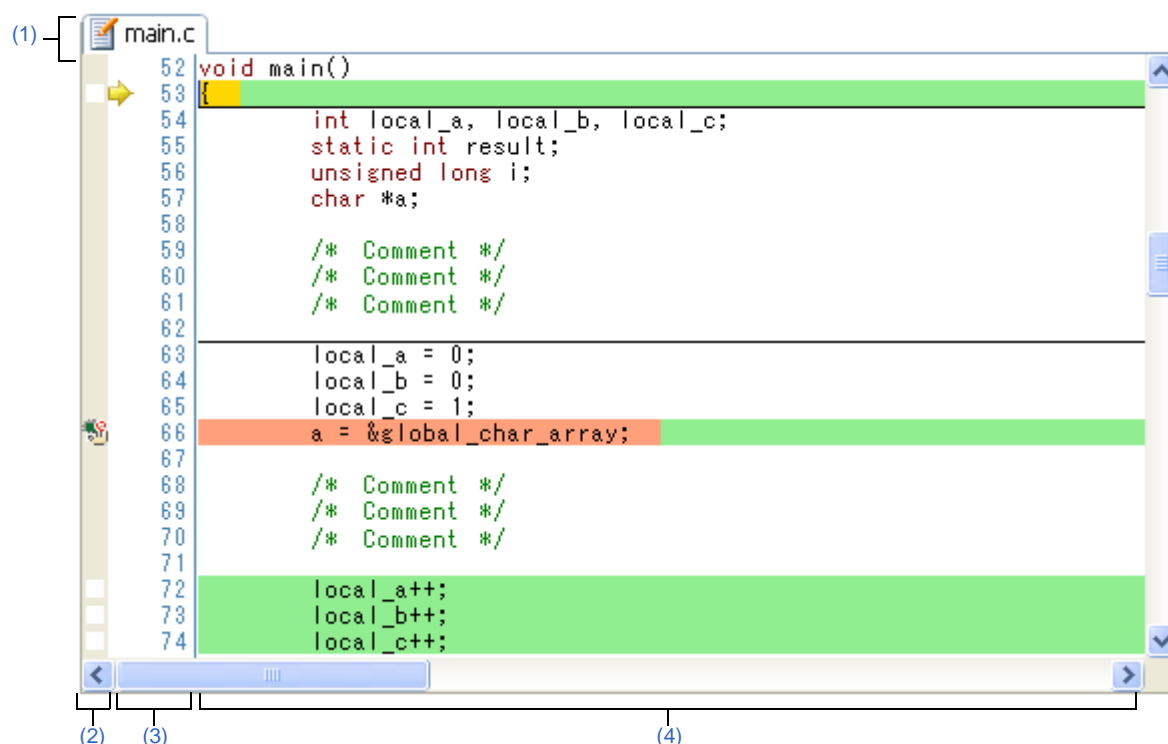 (1)
main.c
52 void main()
53 {
54 int local_a, local_b, local_c;
55 static int result;
56 unsigned long i;
57 char *a;
58
59 /* Comment */
60 /* Comment */
61 /* Comment */
62
63 local_a = 0;
64 local_b = 0;
65 local_c = 1;
66 a = &global_char_array;
67
68 /* Comment */
69 /* Comment */
70 /* Comment */
71
72 local_a++;
73 local_b++;
74 local_c++;
(2) (3) (4)